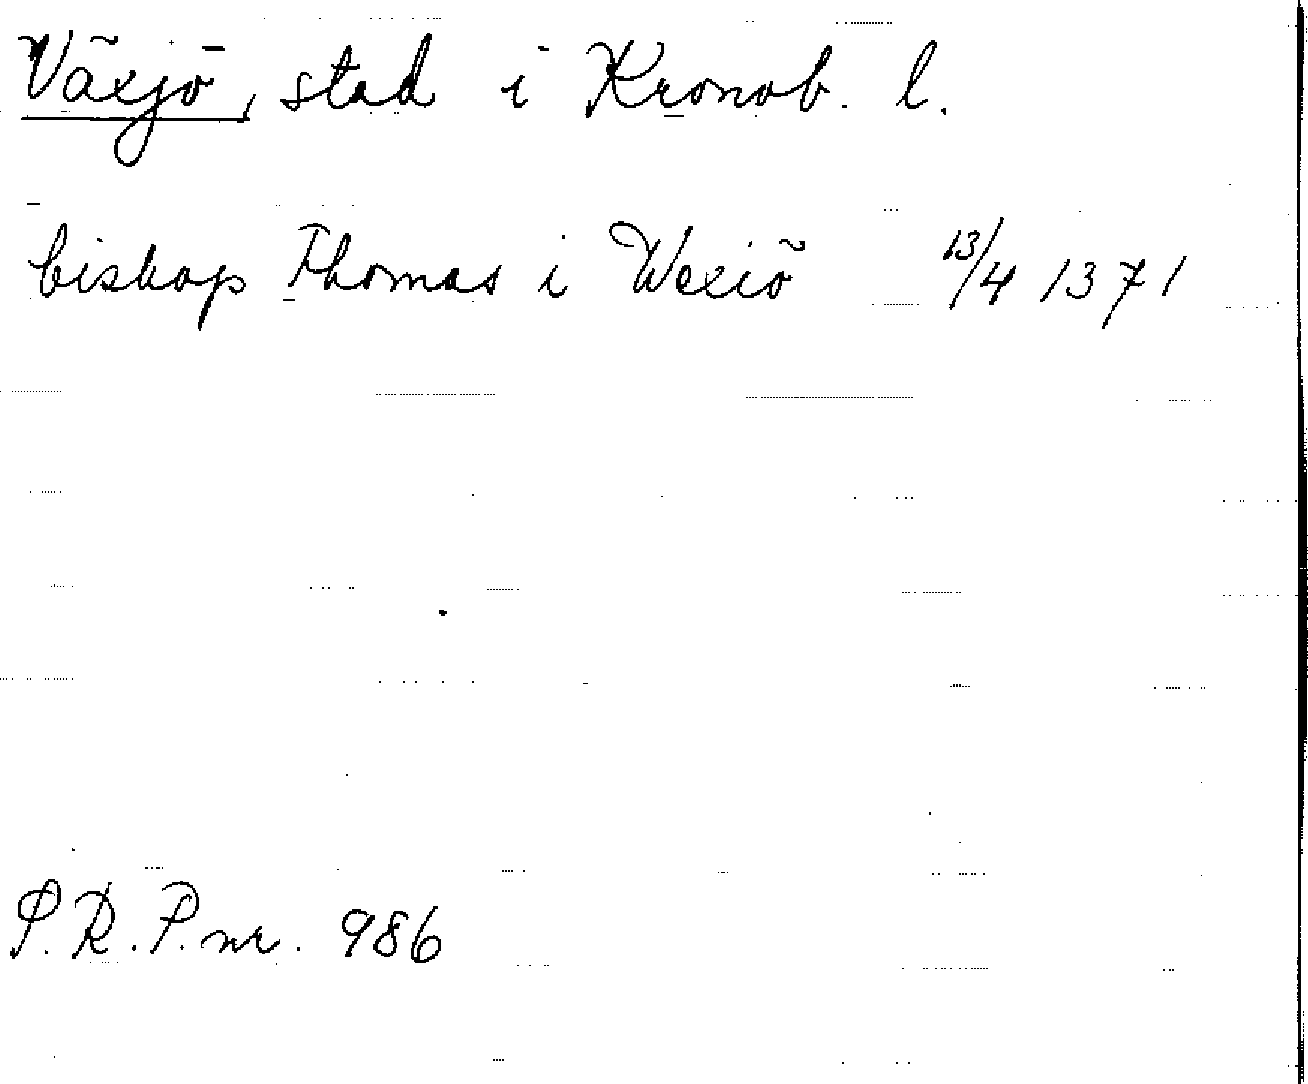 Växjö, stad i Kronob. l.
biskop Thomas i Wexiö 13/4 1371
P.R.P. nr. 986